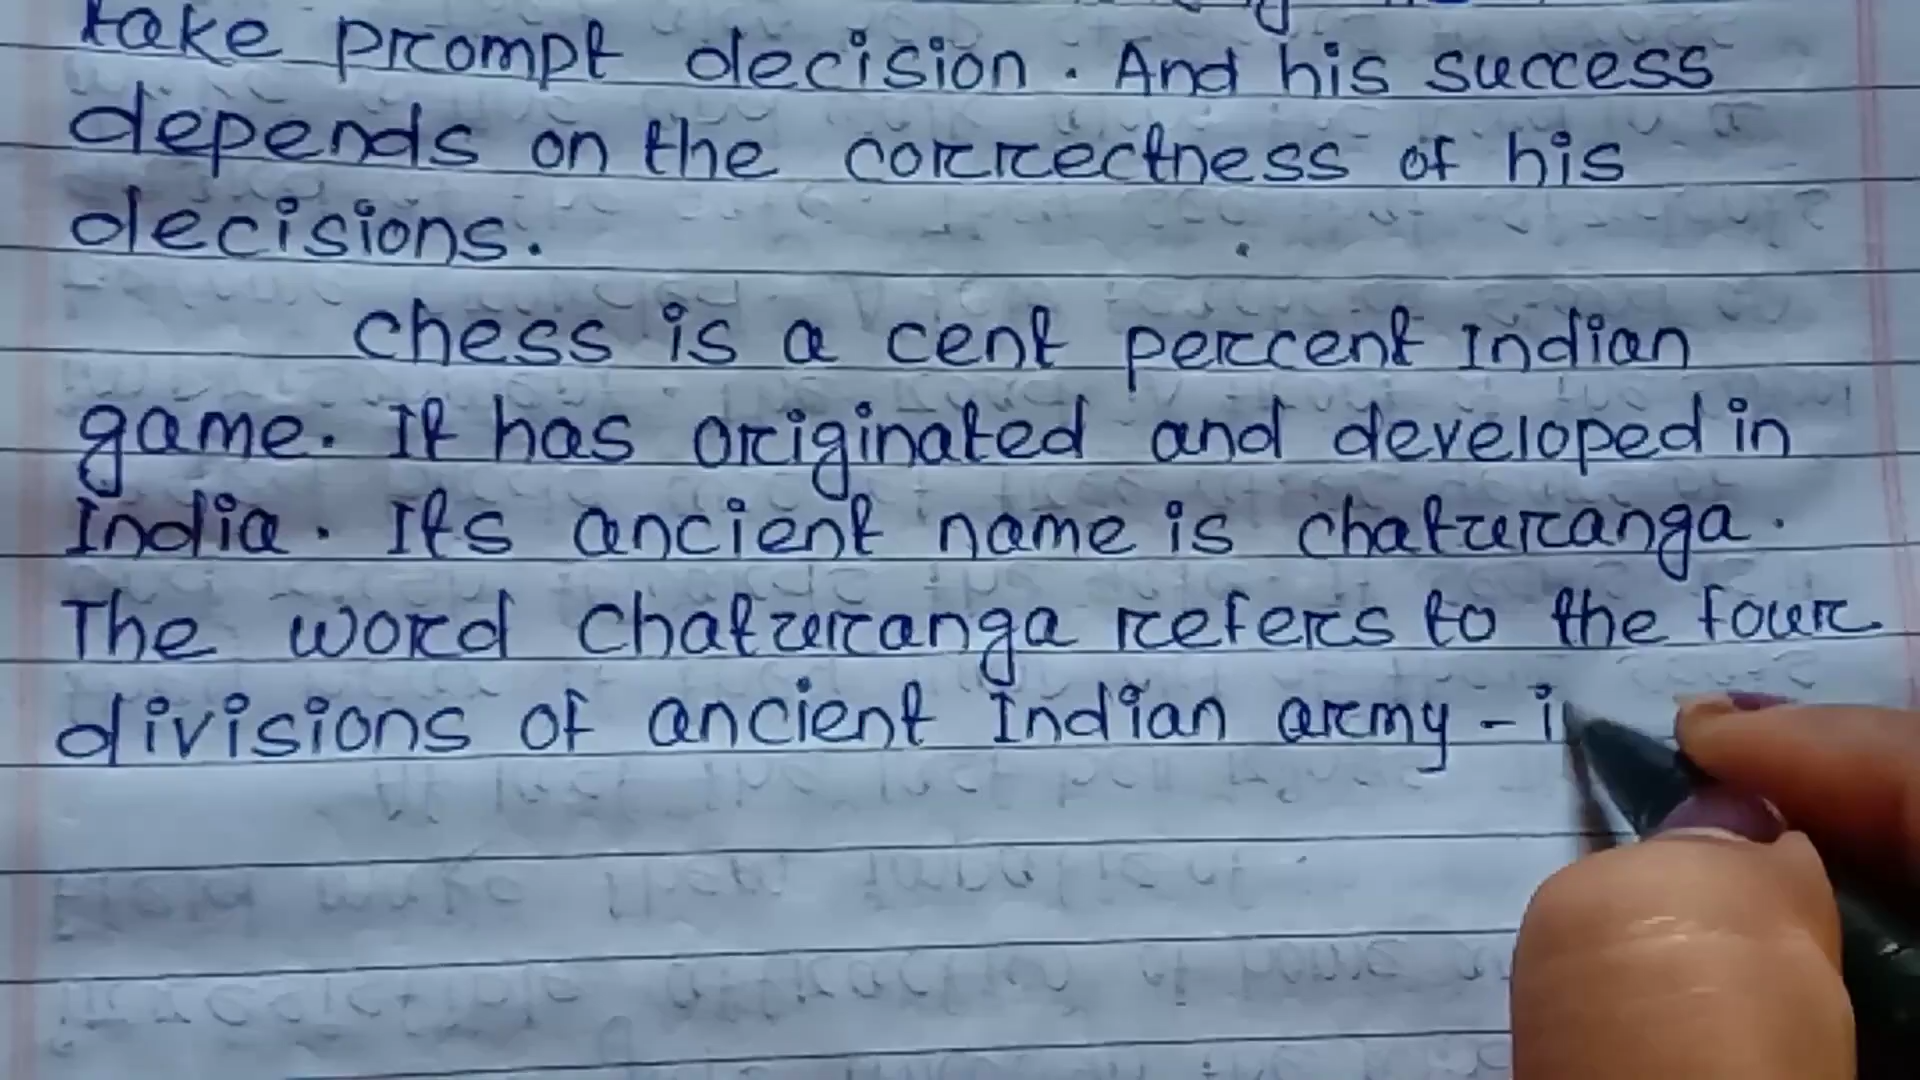 take prompt decision. And his success
depends on the correctness of his
decisions.
Chess is a cent percent Indian
game. It has originated and developed in
India. Its ancient name is chaturanga.
The word Chaturanga refers to the four
divisions of ancient Indian army - i